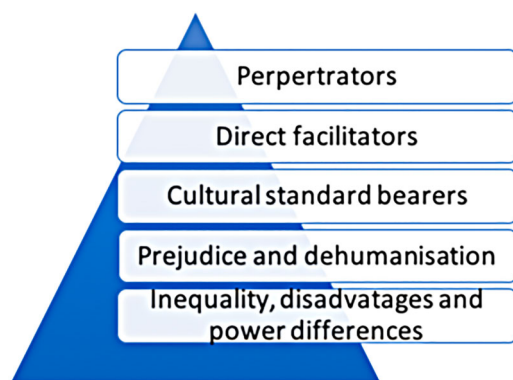 Perpertrators
Direct facilitators
Cultural standard bearers
Prejudice and dehumanisation
Inequality, disadvatages and
power differences